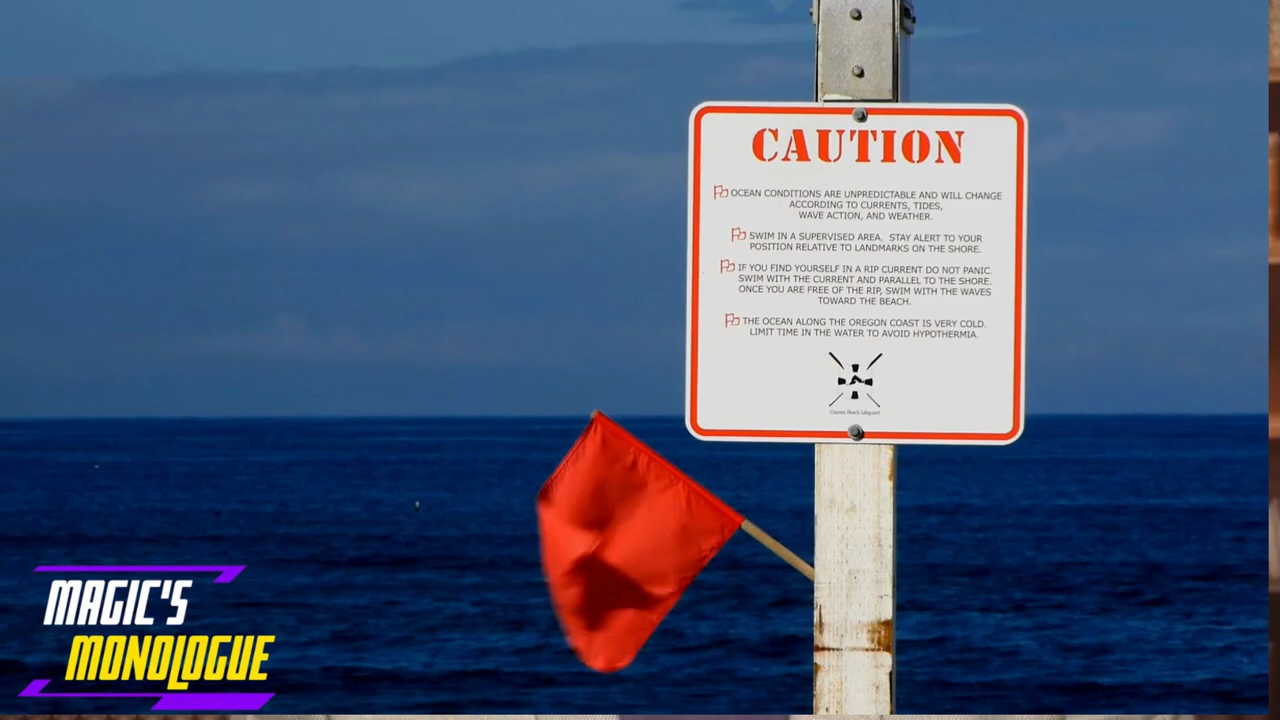 CAUTION
OCEAN CONDITIONS ARE UNPREDICTABLE AND WILL CHANGE
ACCORDING TO CURRENTS, TIDES,
WAVE ACTION, AND WEATHER.
SWIM IN A SUPERVISED AREA. STAY ALERT TO YOUR
POSITION RELATIVE TO LANDMARKS ON THE SHORE.
IF YOU FIND YOURSELF IN A RIP CURRENT DO NOT PANIC.
SWIM WITH THE CURRENT AND PARALLEL TO THE SHORE.
ONCE YOU ARE FREE OF THE RIP, SWIM WITH THE WAVES
TOWARD THE BEACH.
THE OCEAN ALONG THE OREGON COAST IS VERY COLD.
LIMIT TIME IN THE WATER TO AVOID HYPOTHERMIA.
Beach Lifeguard
MAGIC'S
MONOLOGUE